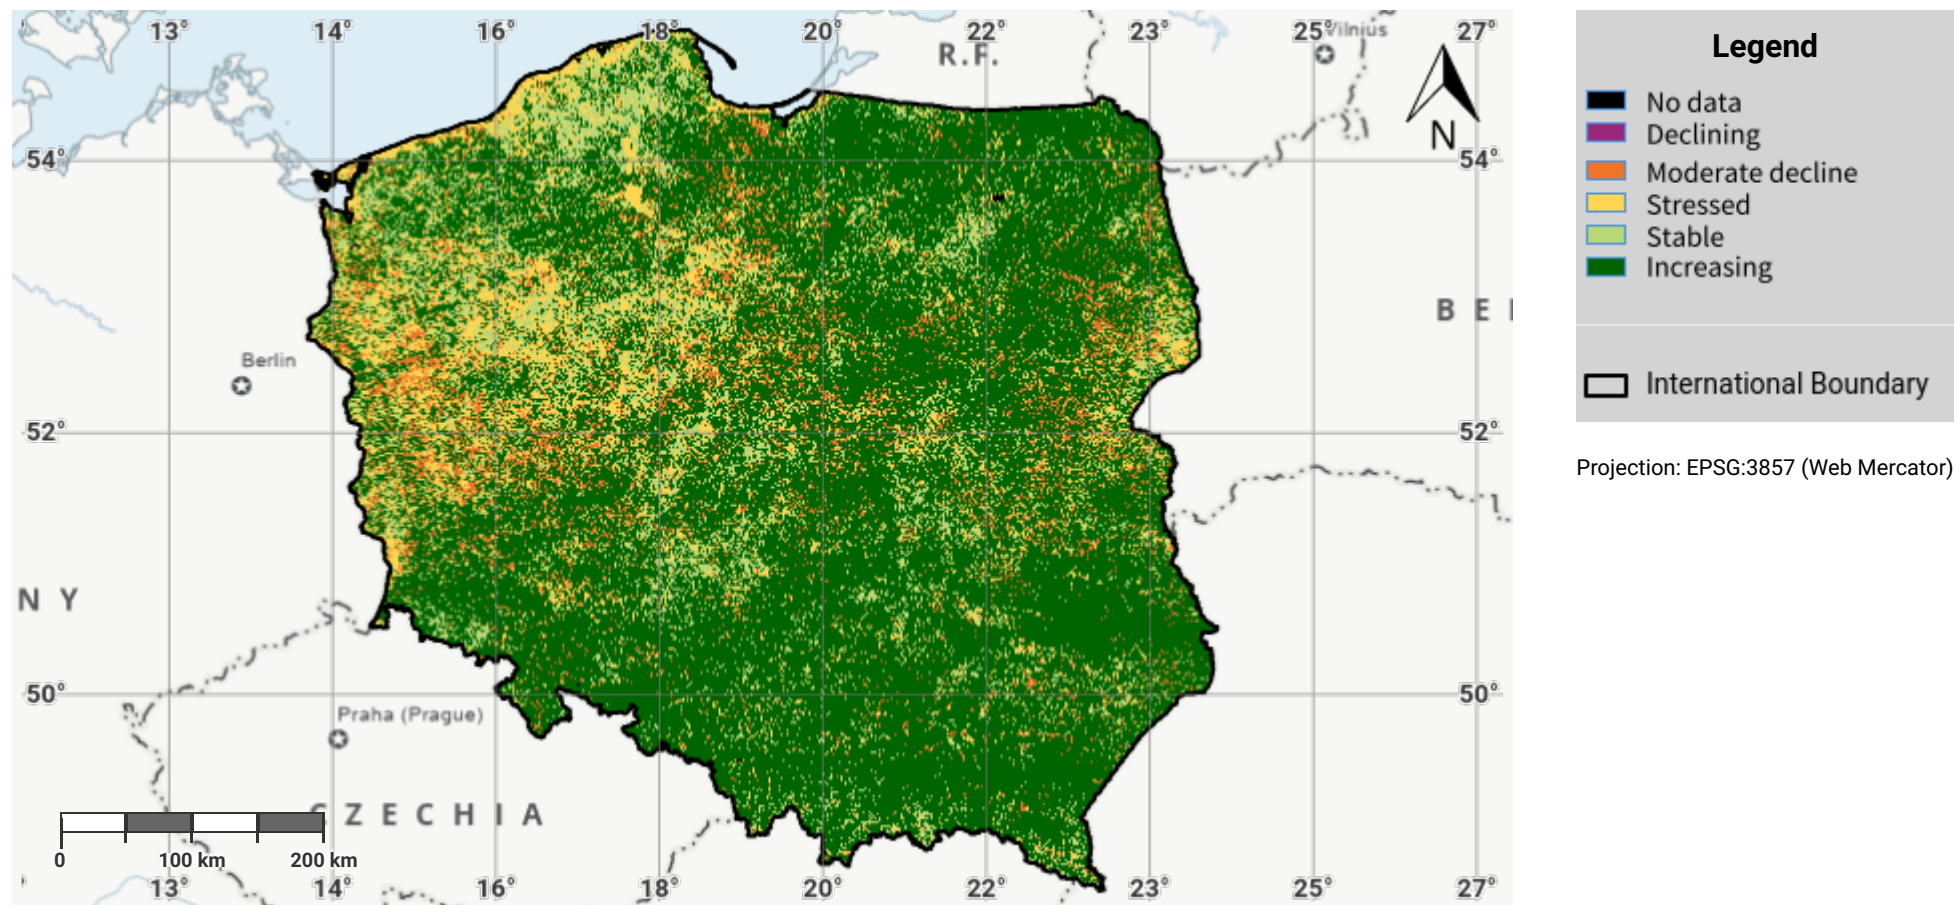 13° 14° 16° 18° 20° 22° 23° 25° 27°
Vilnius
R.F.
N
54° 54°
B E
Berlin
52° 52°
N Y
50° 50°
Praha (Prague)
C Z E C H I A
0 100 km 200 km
13° 14° 16° 18° 20° 22° 23° 25° 27°
Legend
No data
Declining
Moderate decline
Stressed
Stable
Increasing
International Boundary
Projection: EPSG:3857 (Web Mercator)